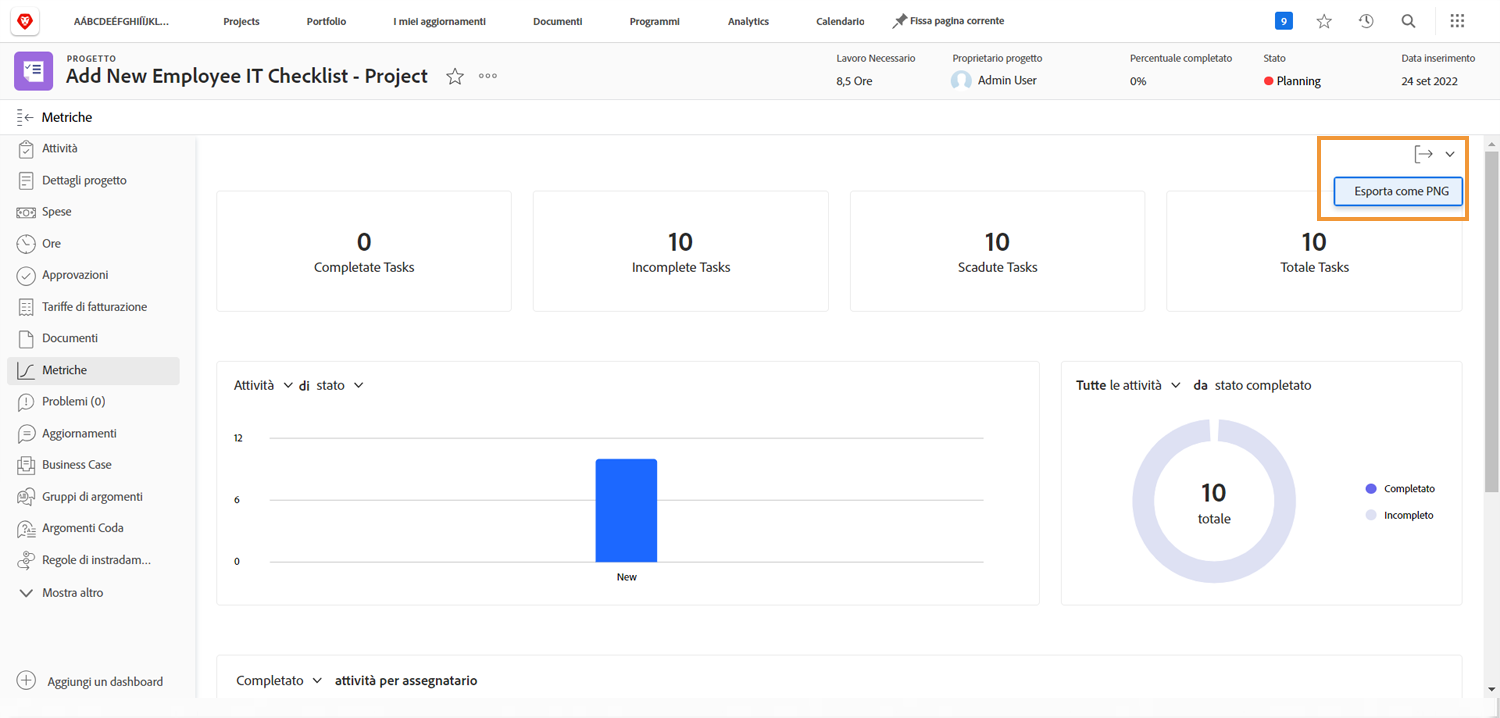 AÁBCDEÉFGHIÍJKL...
Projects
Portfolio
I miei aggiornamenti
Documenti
Programmi
Analytics
Calendario
Fissa pagina corrente
9
PROGETTO
Add New Employee IT Checklist - Project
Lavoro Necessario
8,5 Ore
Proprietario progetto
Admin User
Percentuale completato
0%
Stato
Planning
Data inserimento
24 set 2022
Metriche
Attività
Dettagli progetto
Spese
Ore
Approvazioni
Tariffe di fatturazione
Documenti
Metriche
Problemi (0)
Aggiornamenti
Business Case
Gruppi di argomenti
Argomenti Coda
Regole di instradam...
Mostra altro
Aggiungi un dashboard
Esporta come PNG
0
Completate Tasks
10
Incomplete Tasks
10
Scadute Tasks
10
Totale Tasks
Attività di stato
12
6
0
New
Tutte le attività da stato completato
10
totale
Completato
Incompleto
Completato attività per assegnatario